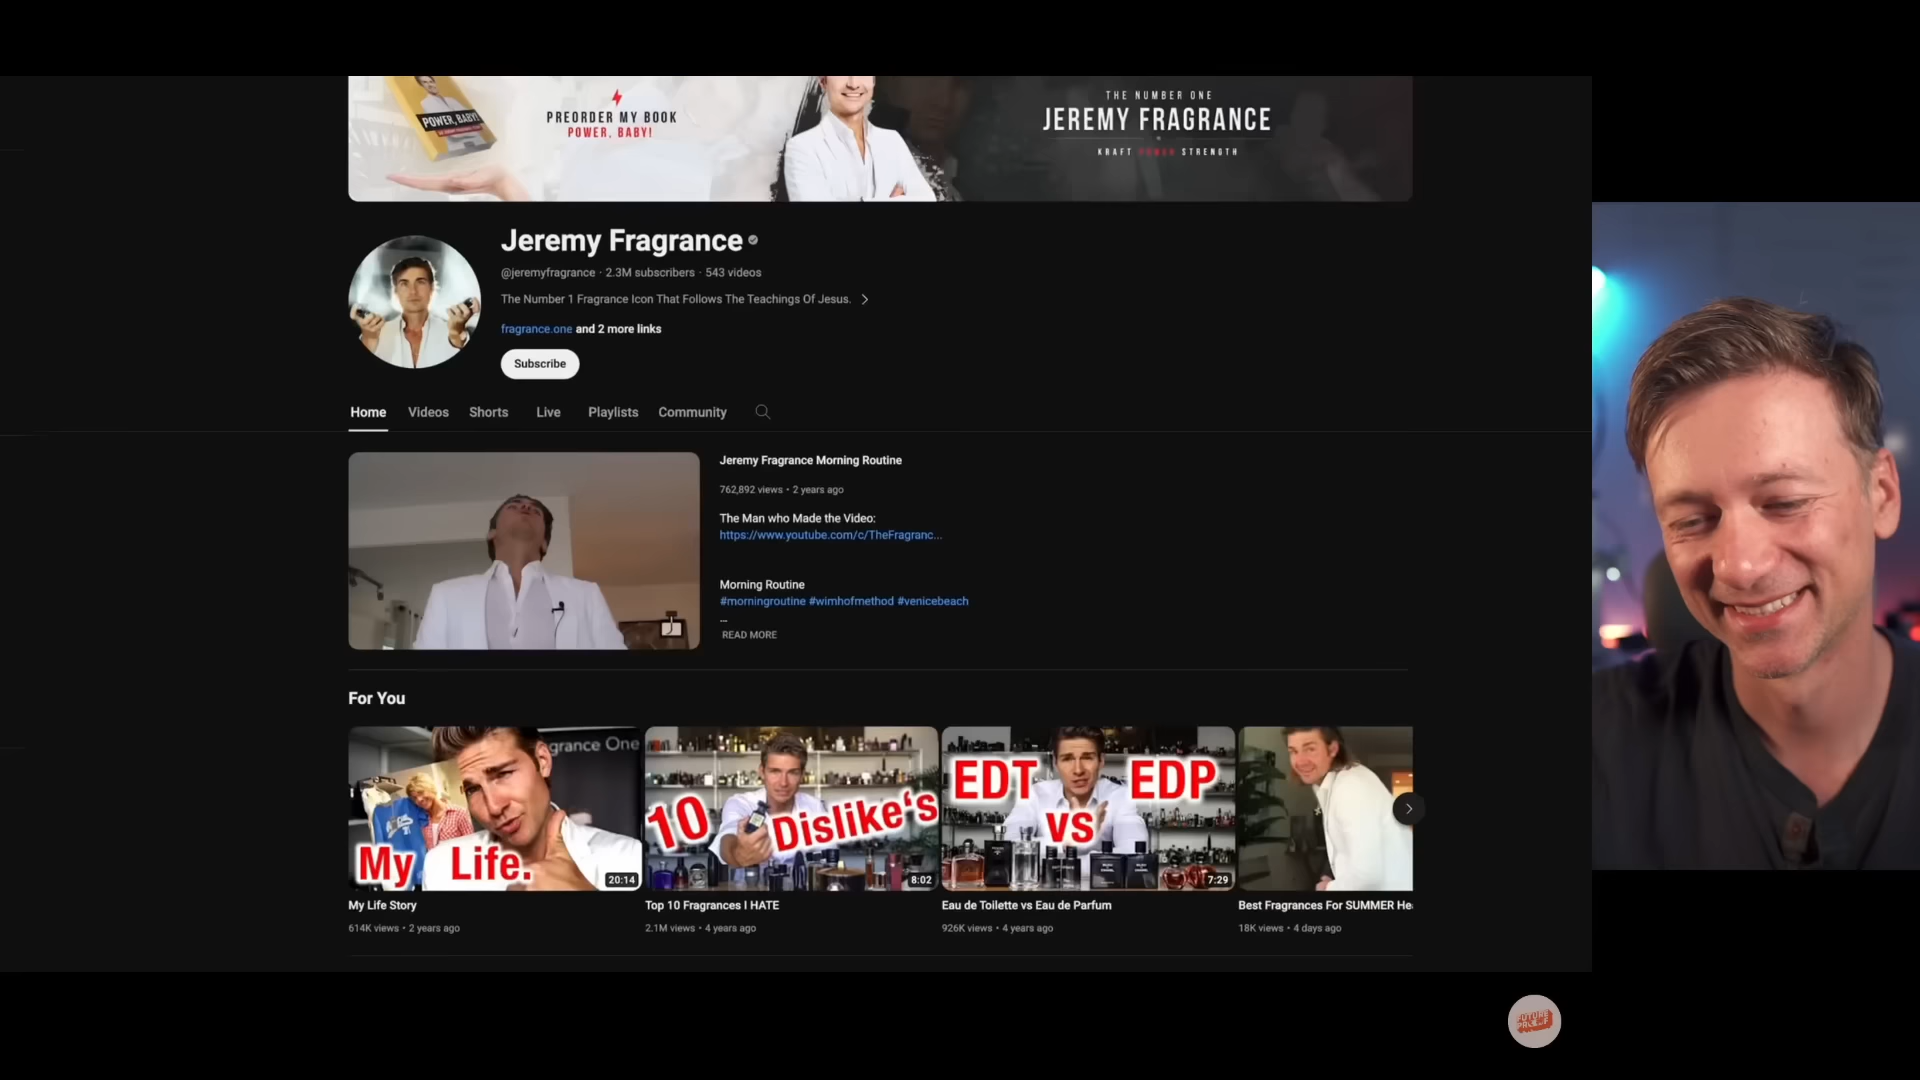 POWER, BABY!
PREORDER MY BOOK
POWER, BABY!
THE NUMBER ONE
JEREMY FRAGRANCE
KRAFT POWER STRENGTH
Jeremy Fragrance
@jeremyfragrance · 2.3M subscribers · 543 videos
The Number 1 Fragrance Icon That Follows The Teachings Of Jesus.
fragrance.one and 2 more links
Subscribe
Home Videos Shorts Live Playlists Community
Jeremy Fragrance Morning Routine
762,892 views • 2 years ago
The Man who Made the Video:
https://www.youtube.com/c/TheFragranc...
Morning Routine
#morningroutine #wimhofmethod #venicebeach
...
READ MORE
For You
grance One
My Life.
20:14
10 Dislike's
8:02
EDT vs EDP
7:29
My Life Story
614K views • 2 years ago
Top 10 Fragrances I HATE
2.1M views • 4 years ago
Eau de Toilette vs Eau de Parfum
926K views • 4 years ago
Best Fragrances For SUMMER He
18K views • 4 days ago
FUTURE
PROOF